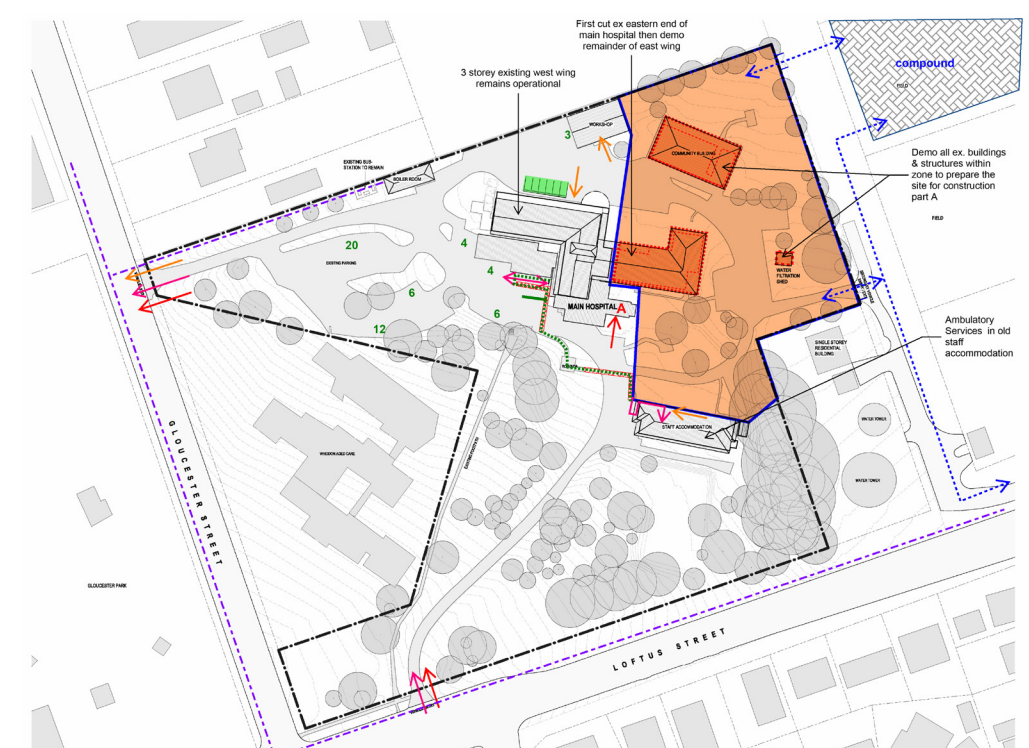 First cut ex eastern end of
main hospital then demo
remainder of east wing
3 storey existing west wing
remains operational
compound
FIELD
WORKSHOP
3
COMMUNITY BUILDING
Demo all ex. buildings
& structures within
zone to prepare the
site for construction
part A
FIELD
EXISTING SUB-
STATION TO REMAIN
BOILER ROOM
20
4
EXISTING PARKING
4
6
6
12
MAIN HOSPITAL
A
WATER
FILTRATION
SHED
Ambulatory
Services in old
staff
accommodation
SINGLE STOREY
RESIDENTIAL
BUILDING
STAFF ACCOMMODATION
WATER TOWER
WATER TOWER
GLOUCESTER STREET
GLOUCESTER PARK
LOFTUS STREET